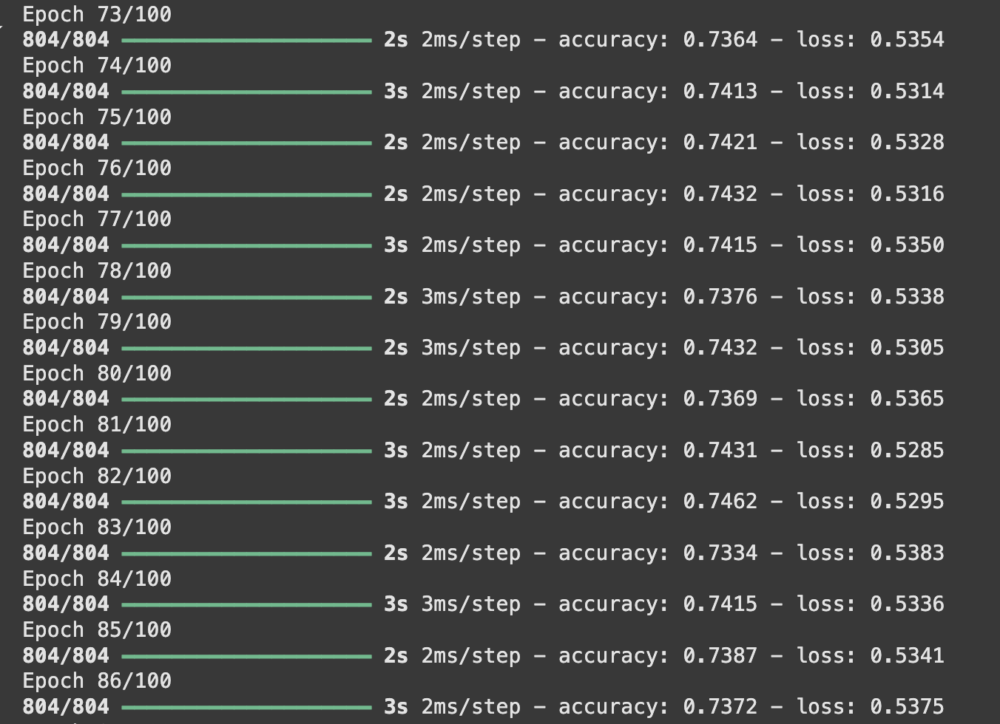 Epoch 73/100
804/804 ━━━━━━━━━━━━━━━━━━━━ 2s 2ms/step - accuracy: 0.7364 - loss: 0.5354
Epoch 74/100
804/804 ━━━━━━━━━━━━━━━━━━━━ 3s 2ms/step - accuracy: 0.7413 - loss: 0.5314
Epoch 75/100
804/804 ━━━━━━━━━━━━━━━━━━━━ 2s 2ms/step - accuracy: 0.7421 - loss: 0.5328
Epoch 76/100
804/804 ━━━━━━━━━━━━━━━━━━━━ 2s 2ms/step - accuracy: 0.7432 - loss: 0.5316
Epoch 77/100
804/804 ━━━━━━━━━━━━━━━━━━━━ 3s 2ms/step - accuracy: 0.7415 - loss: 0.5350
Epoch 78/100
804/804 ━━━━━━━━━━━━━━━━━━━━ 2s 3ms/step - accuracy: 0.7376 - loss: 0.5338
Epoch 79/100
804/804 ━━━━━━━━━━━━━━━━━━━━ 2s 3ms/step - accuracy: 0.7432 - loss: 0.5305
Epoch 80/100
804/804 ━━━━━━━━━━━━━━━━━━━━ 2s 2ms/step - accuracy: 0.7369 - loss: 0.5365
Epoch 81/100
804/804 ━━━━━━━━━━━━━━━━━━━━ 3s 2ms/step - accuracy: 0.7431 - loss: 0.5285
Epoch 82/100
804/804 ━━━━━━━━━━━━━━━━━━━━ 3s 2ms/step - accuracy: 0.7462 - loss: 0.5295
Epoch 83/100
804/804 ━━━━━━━━━━━━━━━━━━━━ 2s 2ms/step - accuracy: 0.7334 - loss: 0.5383
Epoch 84/100
804/804 ━━━━━━━━━━━━━━━━━━━━ 3s 3ms/step - accuracy: 0.7415 - loss: 0.5336
Epoch 85/100
804/804 ━━━━━━━━━━━━━━━━━━━━ 2s 2ms/step - accuracy: 0.7387 - loss: 0.5341
Epoch 86/100
804/804 ━━━━━━━━━━━━━━━━━━━━ 3s 2ms/step - accuracy: 0.7372 - loss: 0.5375